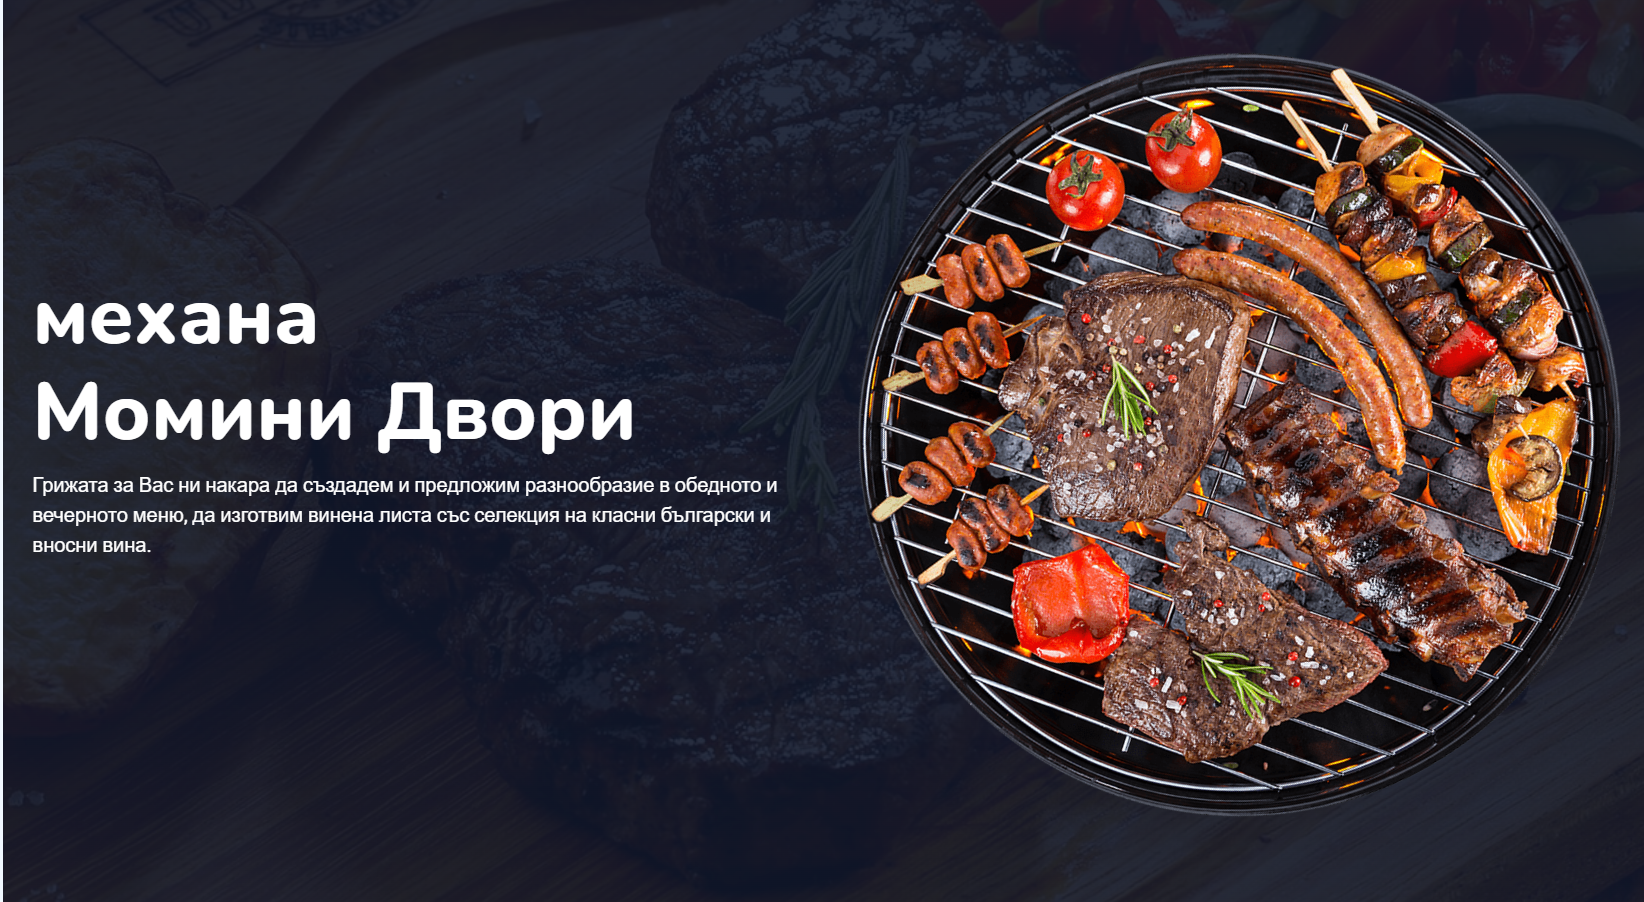 механа
Момини Двори
Грижата за Вас ни накара да създадем и предложим разнообразие в обедното и
вечерното меню, да изготвим винена листа със селекция на класни български и
вносни вина.